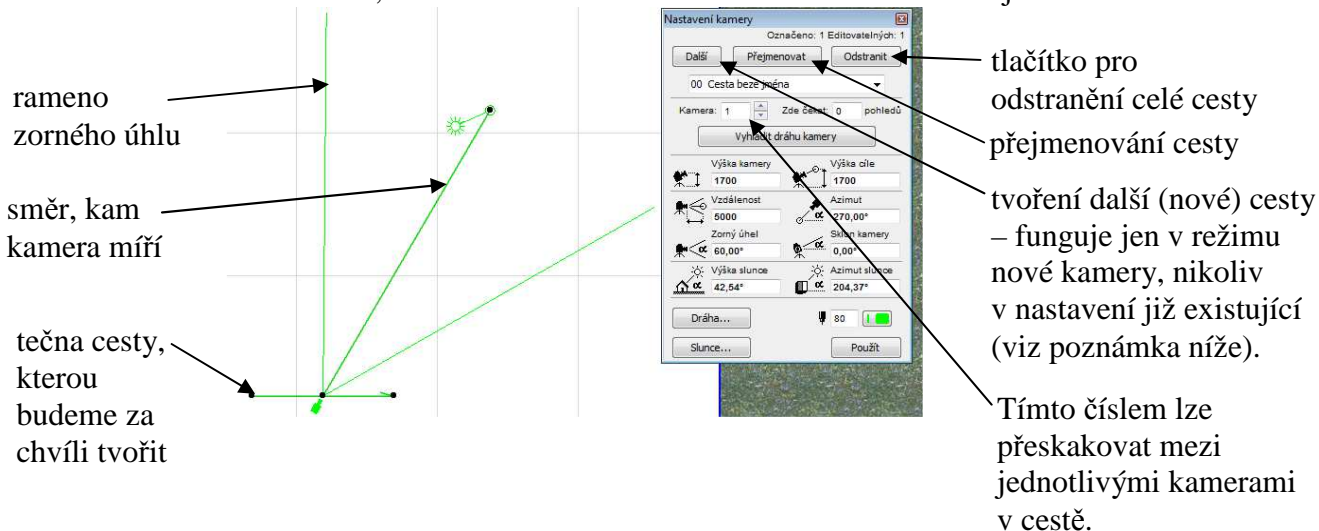 rameno
zorného úhlu
směr, kam
kamera míří
tečna cesty,
kterou
budeme za
chvíli tvořit
Nastavení kamery
Označeno: 1 Editovatelných: 1
Další Přejmenovat Odstranit
00 Cesta beze jména
Kamera: 1 Zde čekat 0 pohledů
Vyhladit dráhu kamery
Výška kamery Výška cíle
1700 1700
Vzdálenost Azimut
5000 270,00°
Zorný úhel Sklon kamery
60,00° 0,00°
Výška slunce Azimut slunce
42,54° 204,37°
Dráha... 80
Slunce... Použít
tlačítko pro
odstranění celé cesty
přejmenování cesty
tvoření další (nové) cesty
– funguje jen v režimu
nové kamery, nikoliv
v nastavení již existující
(viz poznámka níže).
Tímto číslem lze
přeskakovat mezi
jednotlivými kamerami
v cestě.